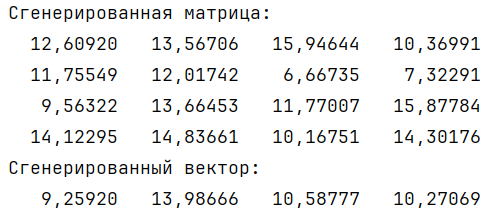 Сгенерированная матрица:
12,60920 13,56706 15,94644 10,36991
11,75549 12,01742 6,66735 7,32291
9,56322 13,66453 11,77007 15,87784
14,12295 14,83661 10,16751 14,30176
Сгенерированный вектор:
9,25920 13,98666 10,58777 10,27069